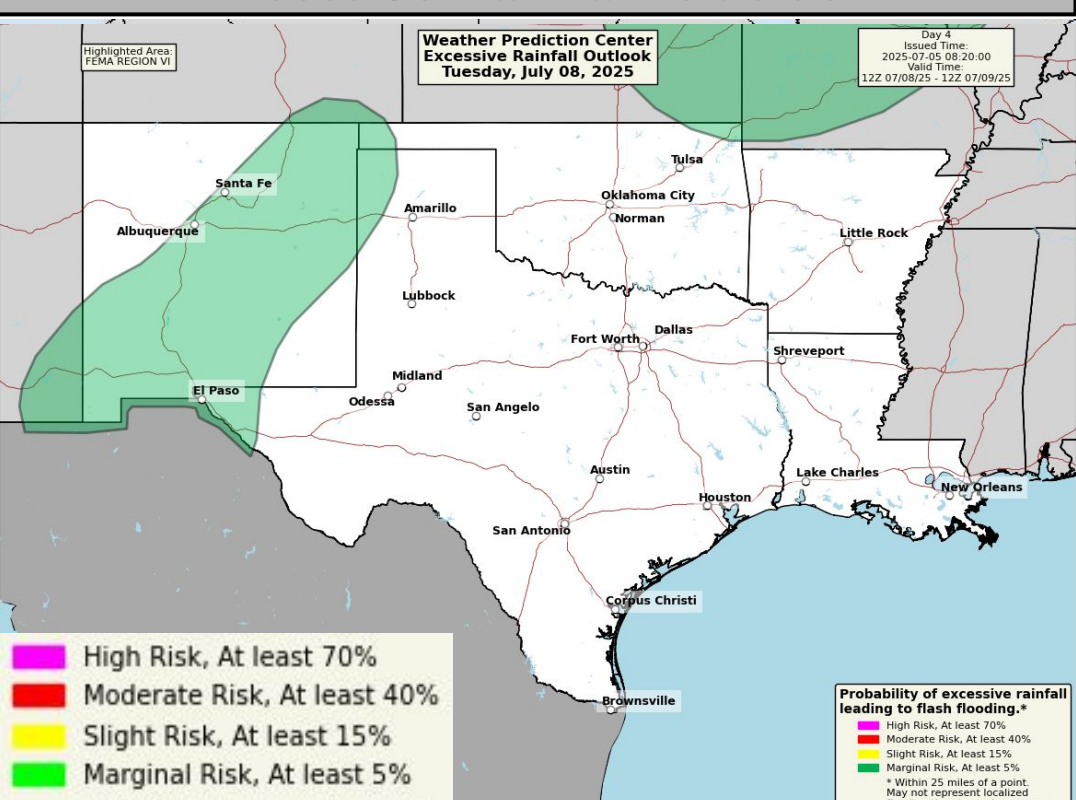 Highlighted Area:
FEMA REGION VI
Weather Prediction Center
Excessive Rainfall Outlook
Tuesday, July 08, 2025
Day 4
Issued Time:
2025-07-05 08:20:00
Valid Time:
12Z 07/08/25 - 12Z 07/09/25
Tulsa
Santa Fe
Oklahoma City
Amarillo
Norman
Albuquerque
Little Rock
Lubbock
Dallas
Fort Worth
Shreveport
Midland
El Paso
Odessa
San Angelo
Austin
Lake Charles
New Orleans
Houston
San Antonio
Corpus Christi
Brownsville
High Risk, At least 70%
Moderate Risk, At least 40%
Slight Risk, At least 15%
Marginal Risk, At least 5%
Probability of excessive rainfall
leading to flash flooding.*
High Risk, At least 70%
Moderate Risk, At least 40%
Slight Risk, At least 15%
Marginal Risk, At least 5%
* Within 25 miles of a point.
May not represent localized